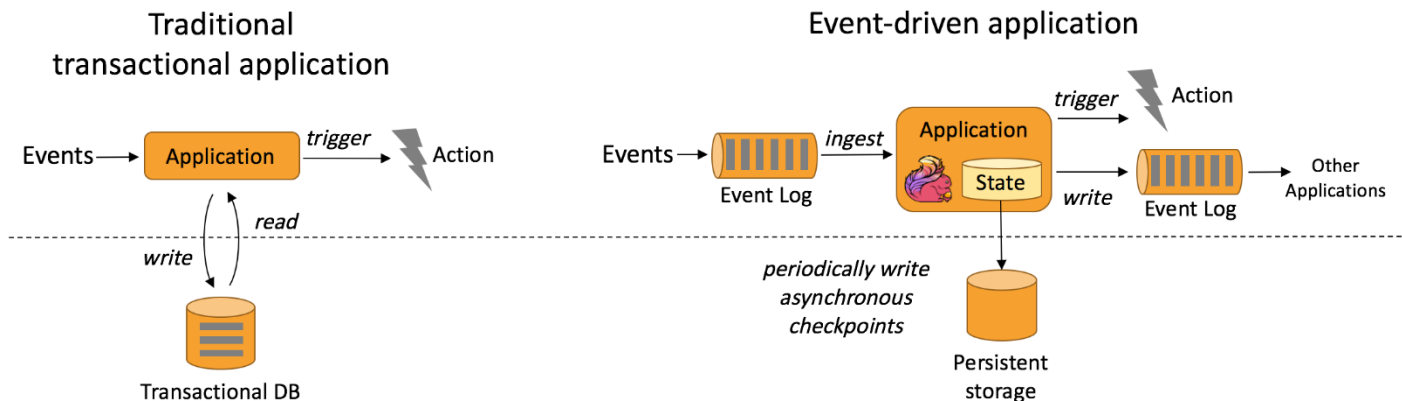 Traditional
transactional application
Events
Application
trigger
Action
read
write
Transactional DB
Event-driven application
Events
ingest
Event Log
Application
State
trigger
Action
write
Event Log
Other
Applications
periodically write
asynchronous
checkpoints
Persistent
storage